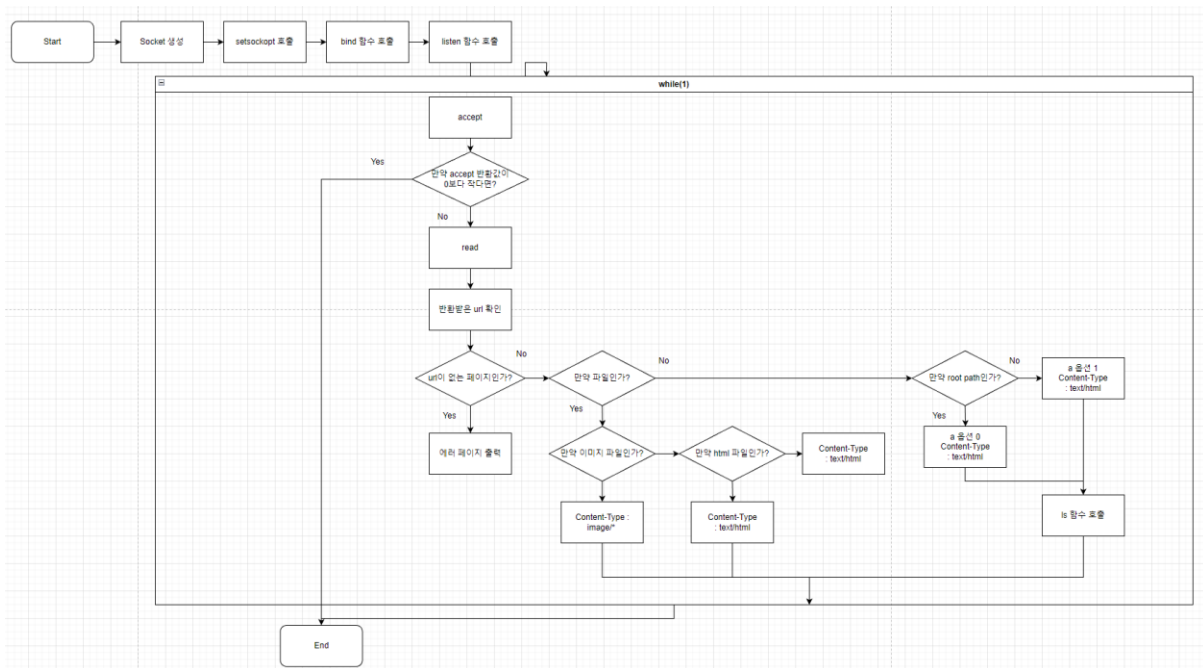 Start
Socket 생성
setsockopt 호출
bind 함수 호출
listen 함수 호출
while(1)
accept
만약 accept 반환값이
0보다 작다면?
Yes
No
read
반환받은 url 확인
url이 없는 페이지인가?
No
Yes
에러 페이지 출력
만약 파일인가?
No
Yes
만약 이미지 파일인가?
만약 html 파일인가?
Content-Type
: text/html
Content-Type :
image/*
Content-Type
: text/html
만약 root path인가?
No
Yes
a 옵션 1
Content-Type
: text/html
a 옵션 0
Content-Type
: text/html
ls 함수 호출
End